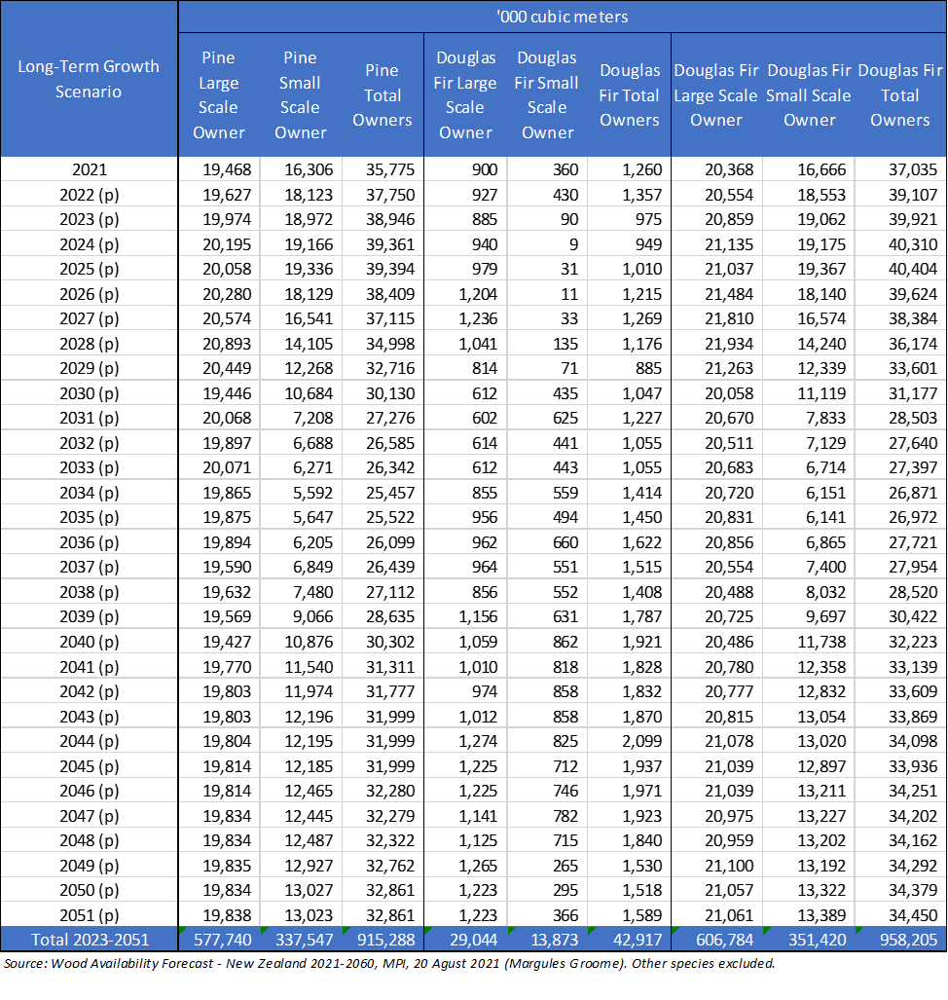 '000 cubic meters
Long-Term Growth Scenario | Pine Large Scale Owner | Pine Small Scale Owner | Pine Total Owners | Douglas Fir Large Scale Owner | Douglas Fir Small Scale Owner | Douglas Fir Total Owners | Douglas Fir Large Scale Owner | Douglas Fir Small Scale Owner | Douglas Fir Total Owners
2021 19,468 16,306 35,775 900 360 1,260 20,368 16,666 37,035
2022 (p) 19,627 18,123 37,750 927 430 1,357 20,554 18,553 39,107
2023 (p) 19,974 18,972 38,946 885 90 975 20,859 19,062 39,921
2024 (p) 20,195 19,166 39,361 940 9 949 21,135 19,175 40,310
2025 (p) 20,058 19,336 39,394 979 31 1,010 21,037 19,367 40,404
2026 (p) 20,280 18,129 38,409 1,204 11 1,215 21,484 18,140 39,624
2027 (p) 20,574 16,541 37,115 1,236 33 1,269 21,810 16,574 38,384
2028 (p) 20,893 14,105 34,998 1,041 135 1,176 21,934 14,240 36,174
2029 (p) 20,449 12,268 32,716 814 71 885 21,263 12,339 33,601
2030 (p) 19,446 10,684 30,130 612 435 1,047 20,058 11,119 31,177
2031 (p) 20,068 7,208 27,276 602 625 1,227 20,670 7,833 28,503
2032 (p) 19,897 6,688 26,585 614 441 1,055 20,511 7,129 27,640
2033 (p) 20,071 6,271 26,342 612 443 1,055 20,683 6,714 27,397
2034 (p) 19,865 5,592 25,457 855 559 1,414 20,720 6,151 26,871
2035 (p) 19,875 5,647 25,522 956 494 1,450 20,831 6,141 26,972
2036 (p) 19,894 6,205 26,099 962 660 1,622 20,856 6,865 27,721
2037 (p) 19,590 6,849 26,439 964 551 1,515 20,554 7,400 27,954
2038 (p) 19,632 7,480 27,112 856 552 1,408 20,488 8,032 28,520
2039 (p) 19,569 9,066 28,635 1,156 631 1,787 20,725 9,697 30,422
2040 (p) 19,427 10,876 30,302 1,059 862 1,921 20,486 11,738 32,223
2041 (p) 19,770 11,540 31,311 1,010 818 1,828 20,780 12,358 33,139
2042 (p) 19,803 11,974 31,777 974 858 1,832 20,777 12,832 33,609
2043 (p) 19,803 12,196 31,999 1,012 858 1,870 20,815 13,054 33,869
2044 (p) 19,804 12,195 31,999 1,274 825 2,099 21,078 13,020 34,098
2045 (p) 19,814 12,185 31,999 1,225 712 1,937 21,039 12,897 33,936
2046 (p) 19,814 12,465 32,280 1,225 746 1,971 21,039 13,211 34,251
2047 (p) 19,834 12,445 32,279 1,141 782 1,923 20,975 13,227 34,202
2048 (p) 19,834 12,487 32,322 1,125 715 1,840 20,959 13,202 34,162
2049 (p) 19,835 12,927 32,762 1,265 265 1,530 21,100 13,192 34,292
2050 (p) 19,834 13,027 32,861 1,223 295 1,518 21,057 13,322 34,379
2051 (p) 19,838 13,023 32,861 1,223 366 1,589 21,061 13,389 34,450
Total 2023-2051 577,740 337,547 915,288 29,044 13,873 42,917 606,784 351,420 958,205
Source: Wood Availability Forecast - New Zealand 2021-2060, MPI, 20 Agust 2021 (Margules Groome). Other species excluded.